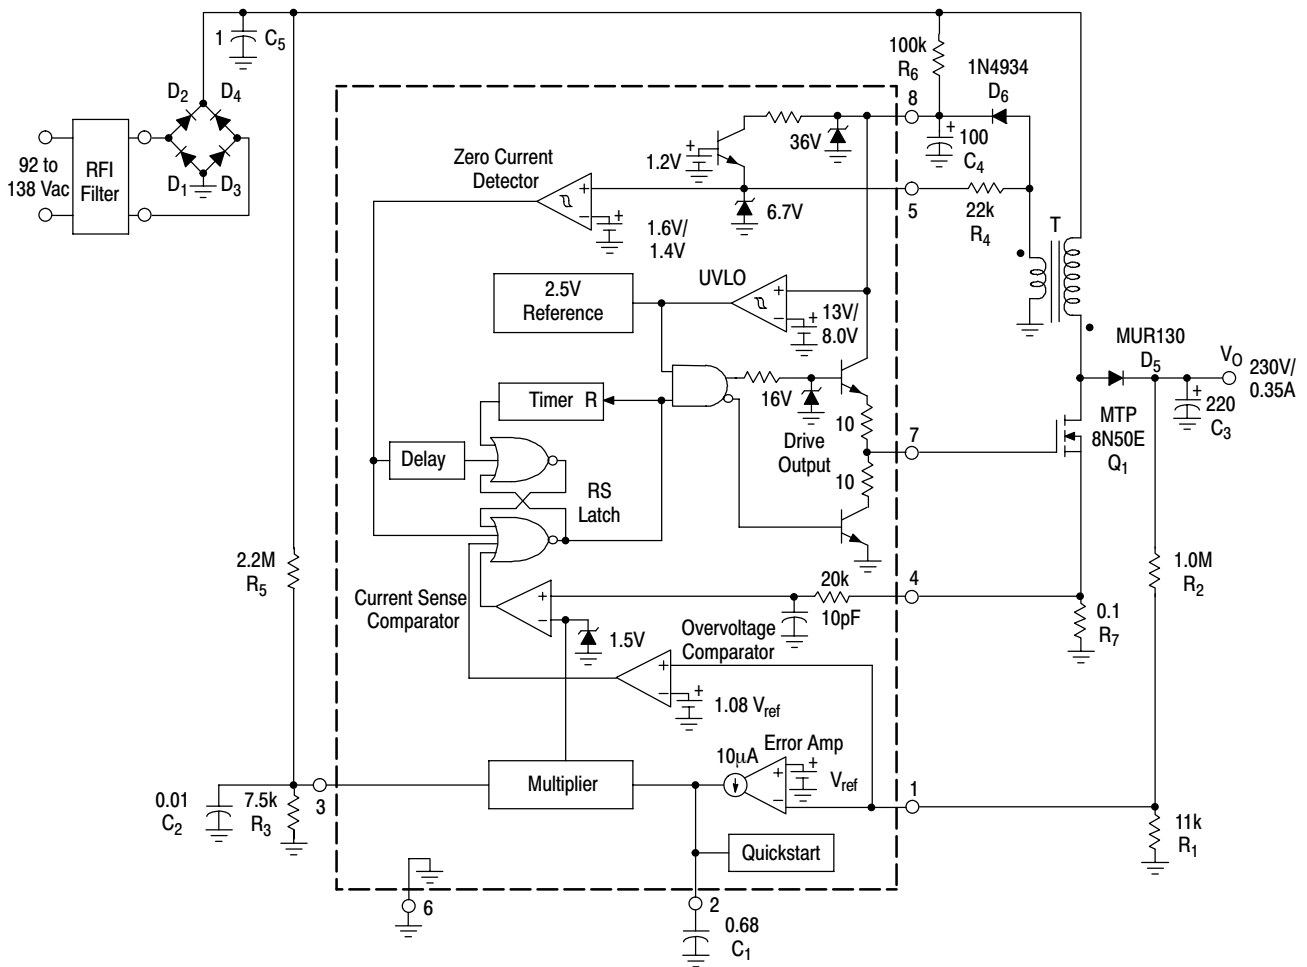 1
C5
100k
R6
1N4934
D6
8
D2
D4
92 to
138 Vac
RFI
Filter
D1
D3
+
100
C4
36V
+
1.2V
Zero Current
Detector
+
−
+
1.6V/
1.4V
6.7V
5
22k
R4
T
2.5V
Reference
UVLO
+
−
+
13V/
8.0V
MUR130
D5
VO
230V/
0.35A
+
220
C3
Timer
R
16V
10
Drive
Output
10
7
MTP
8N50E
Q1
Delay
RS
Latch
2.2M
R5
Current Sense
Comparator
+
−
1.5V
20k
10pF
4
0.1
R7
1.0M
R2
Overvoltage
Comparator
+
−
+
1.08 Vref
Multiplier
10μA
Error Amp
+
−
+
Vref
1
0.01
C2
7.5k
R3
3
11k
R1
Quickstart
6
2
0.68
C1